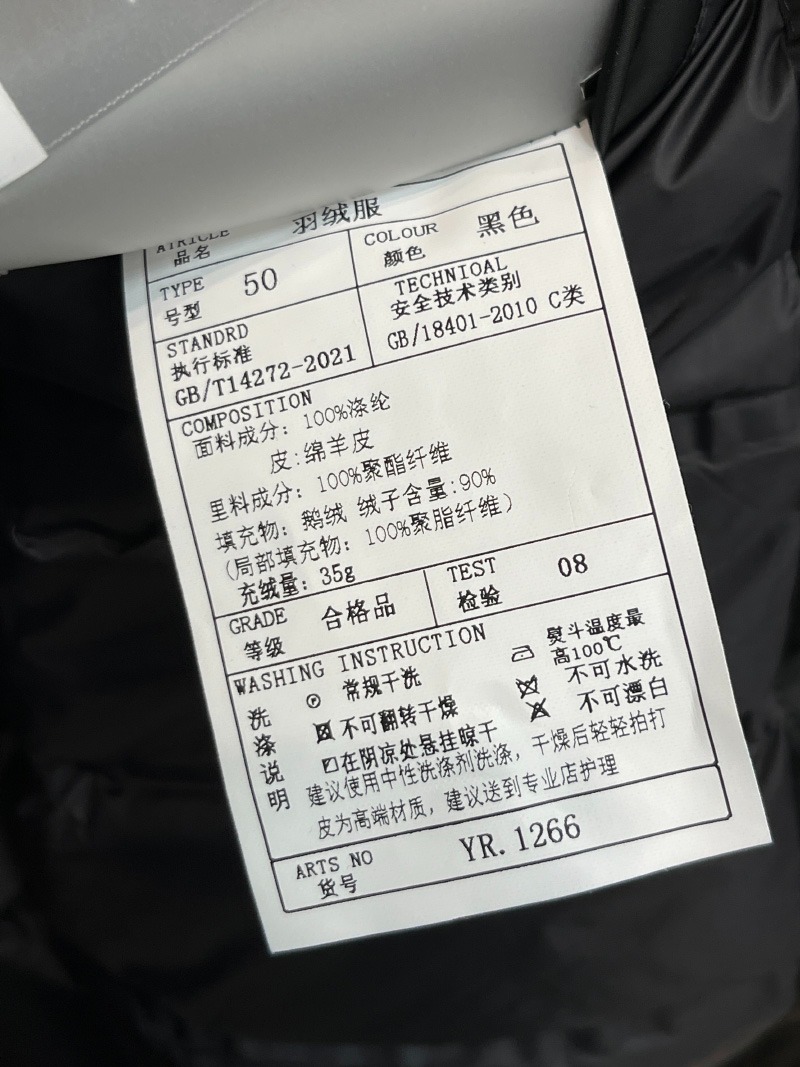 ATRICLE
品名
羽绒服
COLOUR
颜色
黑色
TYPE
号型
50
TECHNIOAL
安全技术类别
GB/18401-2010 C类
STANDRD
执行标准
GB/T14272-2021
COMPOSITION
面料成分：100%涤纶
皮:绵羊皮
里料成分：100%聚酯纤维
填充物：鹅绒 绒子含量:90%
(局部填充物：100%聚脂纤维)
充绒量：35g
GRADE
等级
合格品
TEST
检验
08
WASHING INSTRUCTION
洗涤说明
P 常规干洗
熨斗温度最
高100℃
不可翻转干燥
不可水洗
在阴凉处悬挂晾干
不可漂白
建议使用中性洗涤剂洗涤，干燥后轻轻拍打
皮为高端材质，建议送到专业店护理
ARTS NO
货号
YR.1266